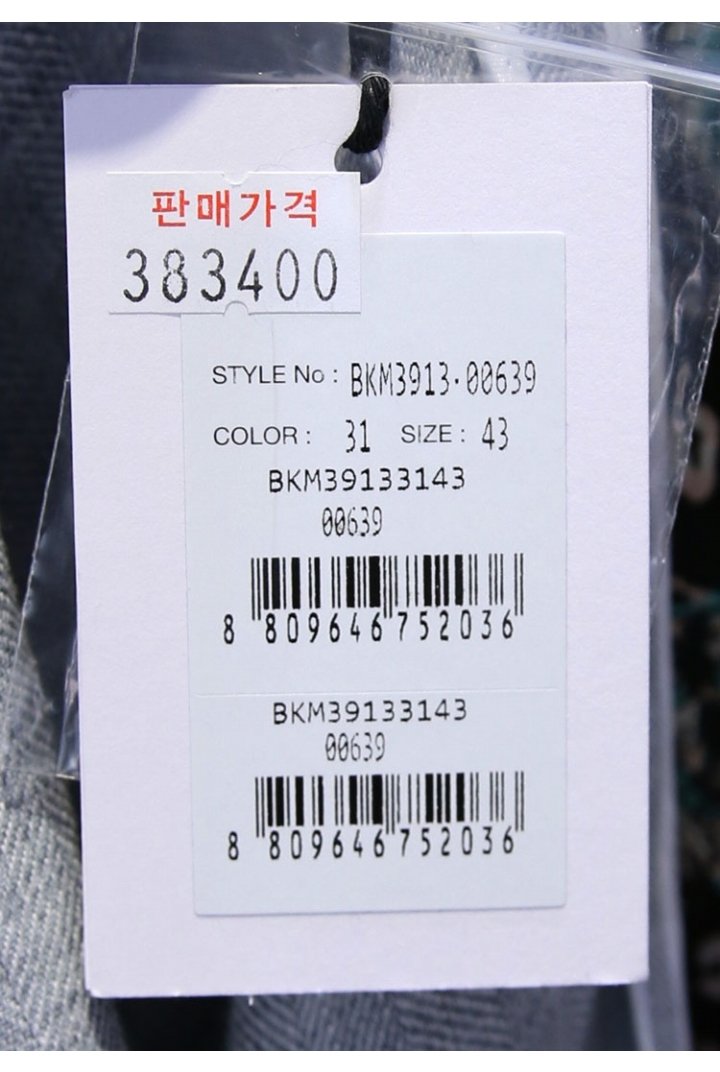 판매가격
383400
STYLE No : BKM3913-00639
COLOR : 31 SIZE : 43
BKM39133143
00639
8 809646 752036
BKM39133143
00639
8 809646 752036